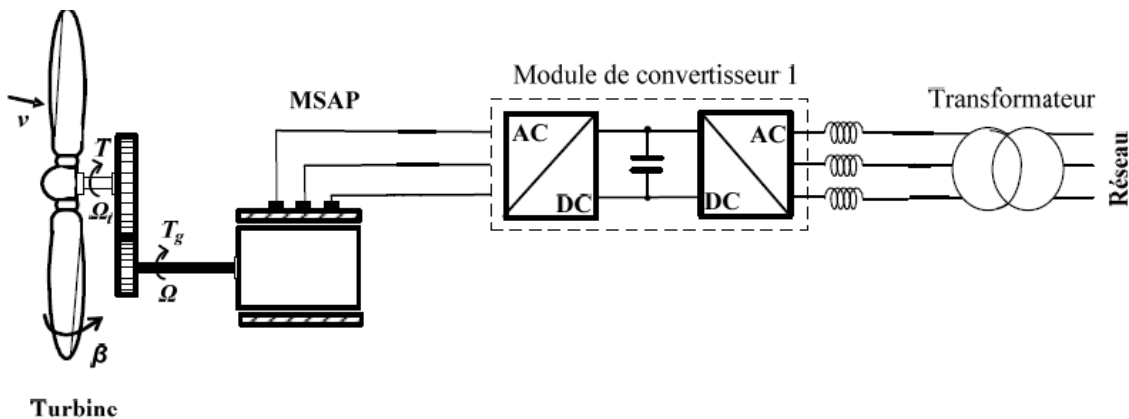 Module de convertisseur 1
MSAP
Transformateur
AC
DC
AC
DC
Réseau
v
T
Ωt
Tg
Ω
β
Turbine